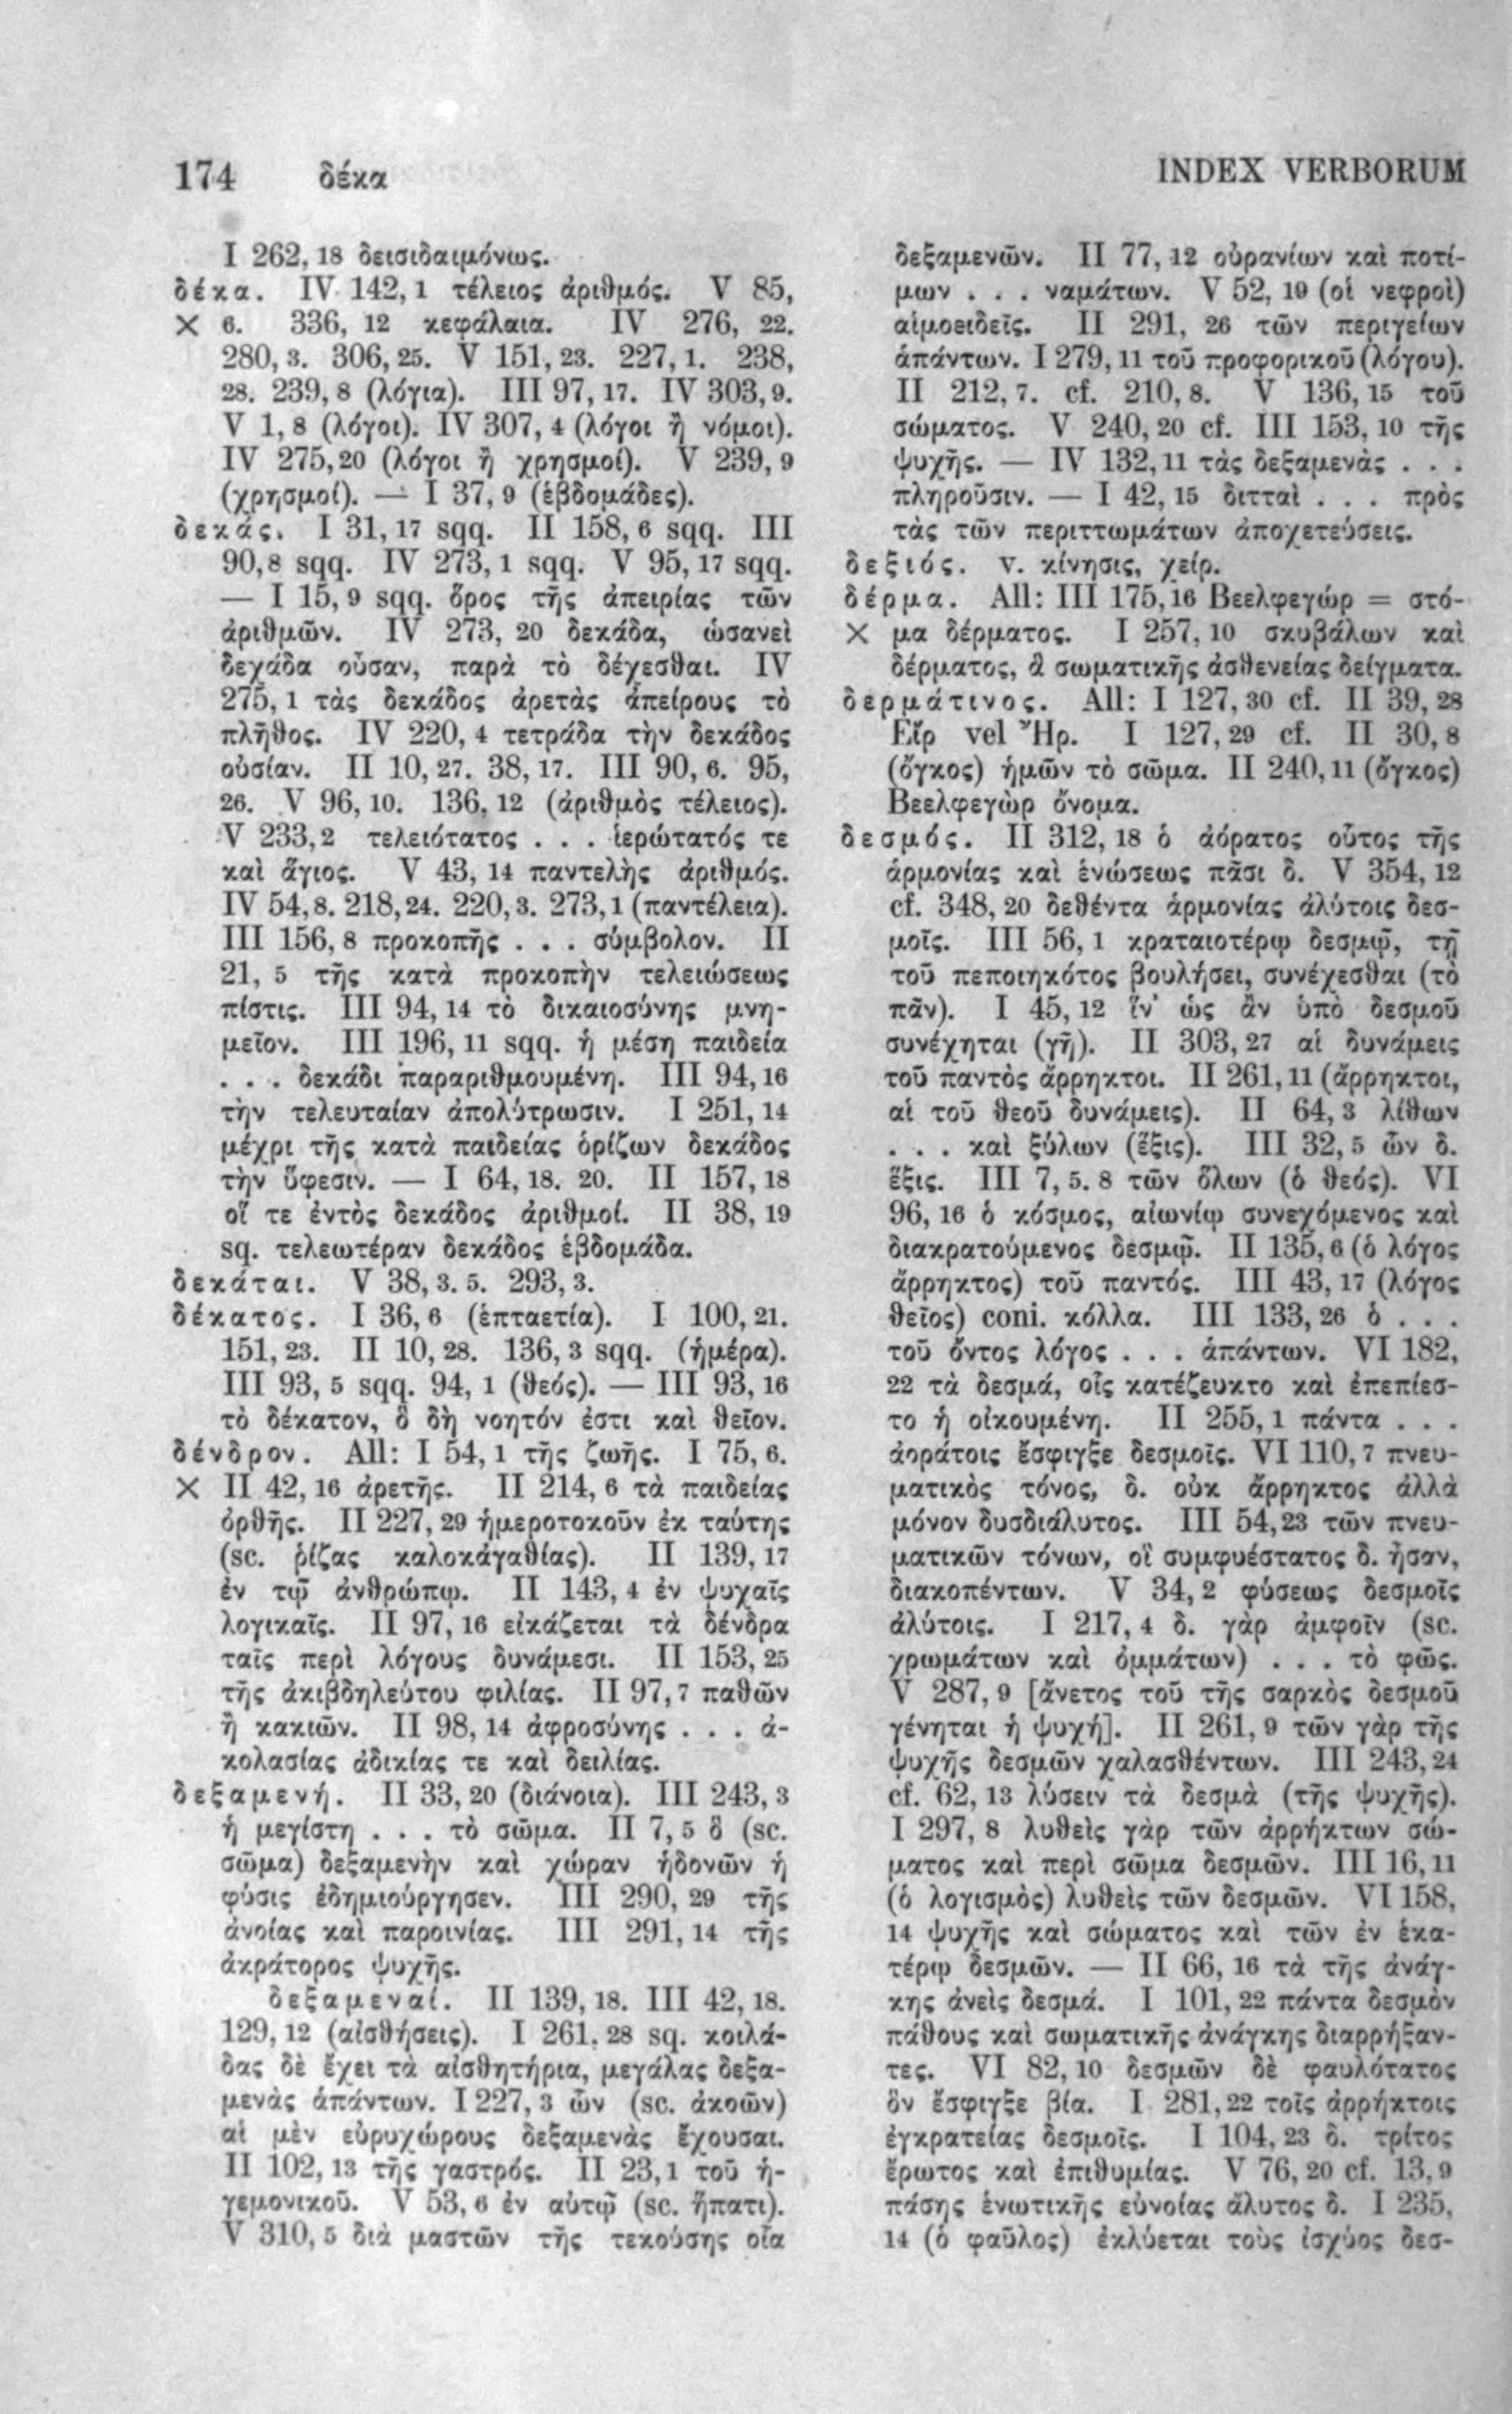 174 δέκα INDEX VERBORUM
I 262, 18 δεισιδαιμόνως.
δέκα. IV 142, 1 τέλειος ἀριθμός. V 85,
× 6. 336, 12 κεφάλαια. IV 276, 22.
280, 3. 306, 25. V 151, 23. 227, 1. 238,
28. 239, 8 (λόγια). III 97, 17. IV 303, 9.
V 1, 8 (λόγοι). IV 307, 4 (λόγοι ἢ νόμοι).
IV 275, 20 (λόγοι ἢ χρησμοί). V 239, 9
(χρησμοί). — I 37, 9 (ἑβδομάδες).
δεκάς. I 31, 17 sqq. II 158, 6 sqq. III
90, 8 sqq. IV 273, 1 sqq. V 95, 17 sqq.
— I 15, 9 sqq. ὅρος τῆς ἀπειρίας τῶν
ἀριθμῶν. IV 273, 20 δεκάδα, ὡσανεὶ
δεχάδα οὖσαν, παρὰ τὸ δέχεσθαι. IV
275, 1 τὰς δεκάδος ἀρετὰς ἀπείρους τὸ
πλῆθος. IV 220, 4 τετράδα τὴν δεκάδος
οὐσίαν. II 10, 27. 38, 17. III 90, 6. 95,
26. V 96, 10. 136, 12 (ἀριθμὸς τέλειος).
V 233, 2 τελειότατος . . . ἱερώτατός τε
καὶ ἅγιος. V 43, 14 παντελὴς ἀριθμός.
IV 54, 8. 218, 24. 220, 3. 273, 1 (παντέλεια).
III 156, 8 προκοπῆς . . . σύμβολον. II
21, 5 τῆς κατὰ προκοπὴν τελειώσεως
πίστις. III 94, 14 τὸ δικαιοσύνης μνη-
μεῖον. III 196, 11 sqq. ἡ μέση παιδεία
. . . δεκάδι παραριθμουμένη. III 94, 16
τὴν τελευταίαν ἀπολύτρωσιν. I 251, 14
μέχρι τῆς κατὰ παιδείας ὁρίζων δεκάδος
τὴν ὕφεσιν. — I 64, 18. 20. II 157, 18
οἵ τε ἐντὸς δεκάδος ἀριθμοί. II 38, 19
sq. τελεωτέραν δεκάδος ἑβδομάδα.
δεκάται. V 38, 3. 5. 293, 3.
δέκατος. I 36, 6 (ἑπταετία). I 100, 21.
151, 23. II 10, 28. 136, 3 sqq. (ἡμέρα).
III 93, 5 sqq. 94, 1 (θεός). — III 93, 16
τὸ δέκατον, ὃ δὴ νοητόν ἐστι καὶ θεῖον.
δένδρον. All: I 54, 1 τῆς ζωῆς. I 75, 6.
× II 42, 16 ἀρετῆς. II 214, 6 τὰ παιδείας
ὀρθῆς. II 227, 29 ἡμεροτοκοῦν ἐκ ταύτης
(sc. ῥίζας καλοκἀγαθίας). II 139, 17
ἐν τῷ ἀνθρώπῳ. II 143, 4 ἐν ψυχαῖς
λογικαῖς. II 97, 16 εἰκάζεται τὰ δένδρα
ταῖς περὶ λόγους δυνάμεσι. II 153, 25
τῆς ἀκιβδηλεύτου φιλίας. II 97, 7 παθῶν
ἢ κακιῶν. II 98, 14 ἀφροσύνης . . . ἀ-
κολασίας ἀδικίας τε καὶ δειλίας.
δεξαμενή. II 33, 20 (διάνοια). III 243, 3
ἡ μεγίστη . . . τὸ σῶμα. II 7, 5 ὃ (sc.
σῶμα) δεξαμενὴν καὶ χώραν ἡδονῶν ἡ
φύσις ἐδημιούργησεν. III 290, 29 τῆς
ἀνοίας καὶ παροινίας. III 291, 14 τῆς
ἀκράτορος ψυχῆς.
δεξαμεναί. II 139, 18. III 42, 18.
129, 12 (αἰσθήσεις). I 261, 28 sq. κοιλά-
δας δὲ ἔχει τὰ αἰσθητήρια, μεγάλας δεξα-
μενὰς ἁπάντων. I 227, 3 ὧν (sc. ἀκοῶν)
αἱ μὲν εὐρυχώρους δεξαμενὰς ἔχουσαι.
II 102, 13 τῆς γαστρός. II 23, 1 τοῦ ἡ-
γεμονικοῦ. V 53, 6 ἐν αὐτῷ (sc. ἥπατι).
V 310, 5 διὰ μαστῶν τῆς τεκούσης οἷα
δεξαμενῶν. II 77, 12 οὐρανίων καὶ ποτί-
μων . . . ναμάτων. V 52, 19 (οἱ νεφροὶ)
αἱμοειδεῖς. II 291, 26 τῶν περιγείων
ἁπάντων. I 279, 11 τοῦ προφορικοῦ (λόγου).
II 212, 7. cf. 210, 8. V 136, 15 τοῦ
σώματος. V 240, 20 cf. III 153, 10 τῆς
ψυχῆς. — IV 132, 11 τὰς δεξαμενὰς . . .
πληροῦσιν. — I 42, 15 διτταὶ . . . πρὸς
τὰς τῶν περιττωμάτων ἀποχετεύσεις.
δεξιός. v. κίνησις, χείρ.
δέρμα. All: III 175, 16 Βεελφεγώρ = στό-
× μα δέρματος. I 257, 10 σκυβάλων καὶ
δέρματος, ἃ σωματικῆς ἀσθενείας δείγματα.
δερμάτινος. All: I 127, 30 cf. II 39, 28
Εἴρ vel Ἤρ. I 127, 29 cf. II 30, 8
(ὄγκος) ἡμῶν τὸ σῶμα. II 240, 11 (ὄγκος)
Βεελφεγὼρ ὄνομα.
δεσμός. II 312, 18 ὁ ἀόρατος οὗτος τῆς
ἁρμονίας καὶ ἑνώσεως πᾶσι δ. V 354, 12
cf. 348, 20 δεθέντα ἁρμονίας ἀλύτοις δεσ-
μοῖς. III 56, 1 κραταιοτέρῳ δεσμῷ, τῇ
τοῦ πεποιηκότος βουλήσει, συνέχεσθαι (τὸ
πᾶν). I 45, 12 ἵν' ὡς ἂν ὑπὸ δεσμοῦ
συνέχηται (γῆ). II 303, 27 αἱ δυνάμεις
τοῦ παντὸς ἄρρηκτοι. II 261, 11 (ἄρρηκτοι,
αἱ τοῦ θεοῦ δυνάμεις). II 64, 3 λίθων
. . . καὶ ξύλων (ἕξις). III 32, 5 ὧν δ.
ἕξις. III 7, 5. 8 τῶν ὅλων (ὁ θεός). VI
96, 16 ὁ κόσμος, αἰωνίῳ συνεχόμενος καὶ
διακρατούμενος δεσμῷ. II 135, 6 (ὁ λόγος
ἄρρηκτος) τοῦ παντός. III 43, 17 (λόγος
θεῖος) coni. κόλλα. III 133, 26 ὁ . . .
τοῦ ὄντος λόγος . . . ἁπάντων. VI 182,
22 τὰ δεσμά, οἷς κατέζευκτο καὶ ἐπεπίεσ-
το ἡ οἰκουμένη. II 255, 1 πάντα . . .
ἀοράτοις ἔσφιγξε δεσμοῖς. VI 110, 7 πνευ-
ματικὸς τόνος, δ. οὐκ ἄρρηκτος ἀλλὰ
μόνον δυσδιάλυτος. III 54, 23 τῶν πνευ-
ματικῶν τόνων, οἳ συμφυέστατος δ. ἦσαν,
διακοπέντων. V 34, 2 φύσεως δεσμοῖς
ἀλύτοις. I 217, 4 δ. γὰρ ἀμφοῖν (sc.
χρωμάτων καὶ ὀμμάτων) . . . τὸ φῶς.
V 287, 9 [ἄνετος τοῦ τῆς σαρκὸς δεσμοῦ
γένηται ἡ ψυχή]. II 261, 9 τῶν γὰρ τῆς
ψυχῆς δεσμῶν χαλασθέντων. III 243, 24
cf. 62, 13 λύσειν τὰ δεσμὰ (τῆς ψυχῆς).
I 297, 8 λυθεὶς γὰρ τῶν ἀρρήκτων σώ-
ματος καὶ περὶ σῶμα δεσμῶν. III 16, 11
(ὁ λογισμὸς) λυθεὶς τῶν δεσμῶν. VI 158,
14 ψυχῆς καὶ σώματος καὶ τῶν ἐν ἑκα-
τέρῳ δεσμῶν. — II 66, 16 τὰ τῆς ἀνάγ-
κης ἀνεὶς δεσμά. I 101, 22 πάντα δεσμὸν
πάθους καὶ σωματικῆς ἀνάγκης διαρρήξαν-
τες. VI 82, 10 δεσμῶν δὲ φαυλότατος
ὃν ἔσφιγξε βία. I 281, 22 τοῖς ἀρρήκτοις
ἐγκρατείας δεσμοῖς. I 104, 23 δ. τρίτος
ἔρωτος καὶ ἐπιθυμίας. V 76, 20 cf. 13, 9
πάσης ἑνωτικῆς εὐνοίας ἄλυτος δ. I 235,
14 (ὁ φαῦλος) ἐκλύεται τοὺς ἰσχύος δεσ-